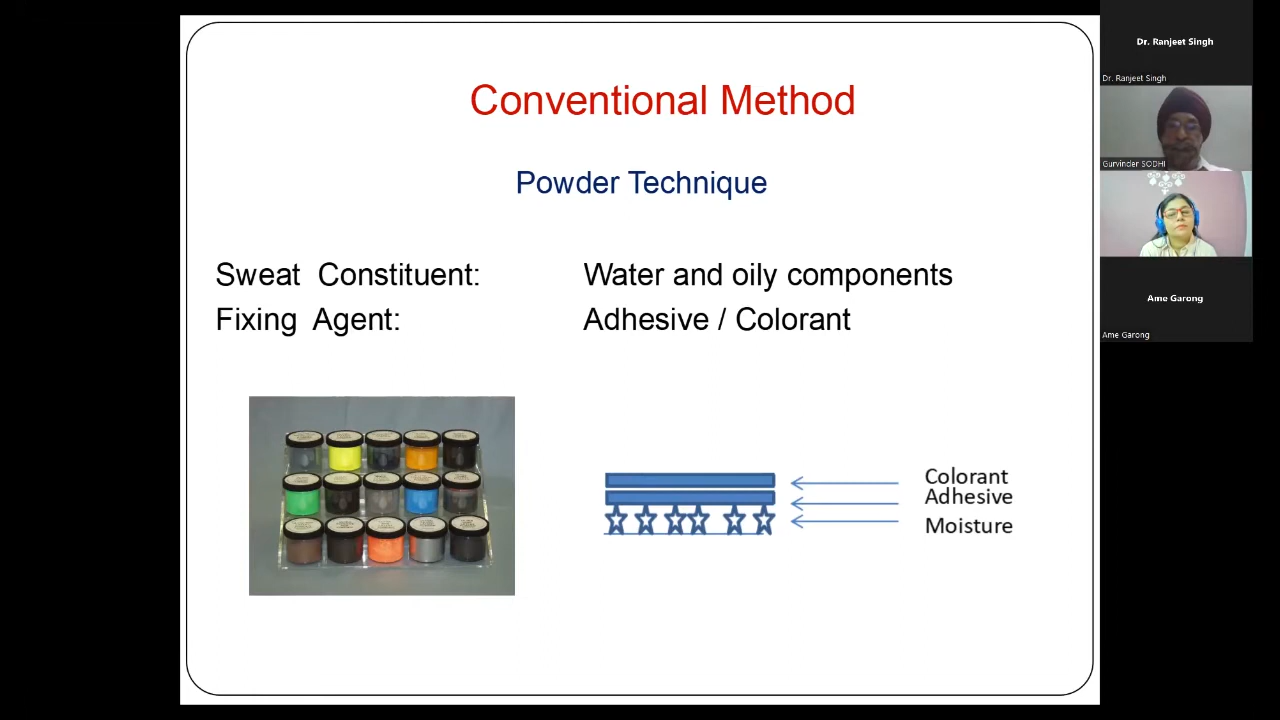 Conventional Method
Powder Technique
Sweat Constituent: Water and oily components
Fixing Agent: Adhesive / Colorant
Colorant
Adhesive
Moisture
Dr. Ranjeet Singh
Dr. Ranjeet Singh
Gurvinder SODHI
Ame Garong
Ame Garong